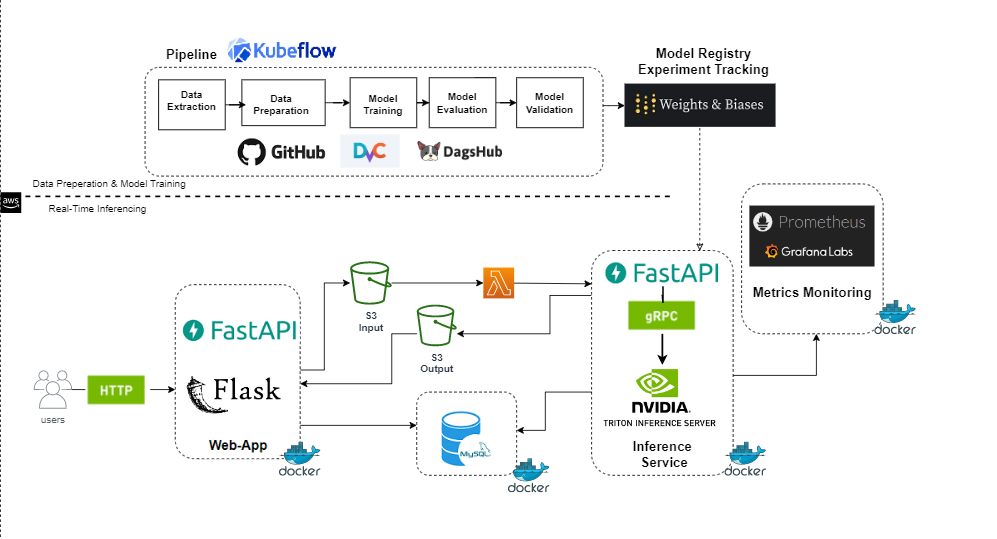 Pipeline
Kubeflow
Model Registry
Experiment Tracking
Data
Extraction
Data
Preparation
Model
Training
Model
Evaluation
Model
Validation
Weights & Biases
GitHub
DVC
DagsHub
Data Preperation & Model Training
aws
Real-Time Inferencing
Prometheus
Grafana Labs
Metrics Monitoring
docker
FastAPI
gRPC
NVIDIA.
TRITON INFERENCE SERVER
Inference
Service
docker
S3
Input
S3
Output
FastAPI
Flask
Web-App
docker
HTTP
users
MySQL
docker